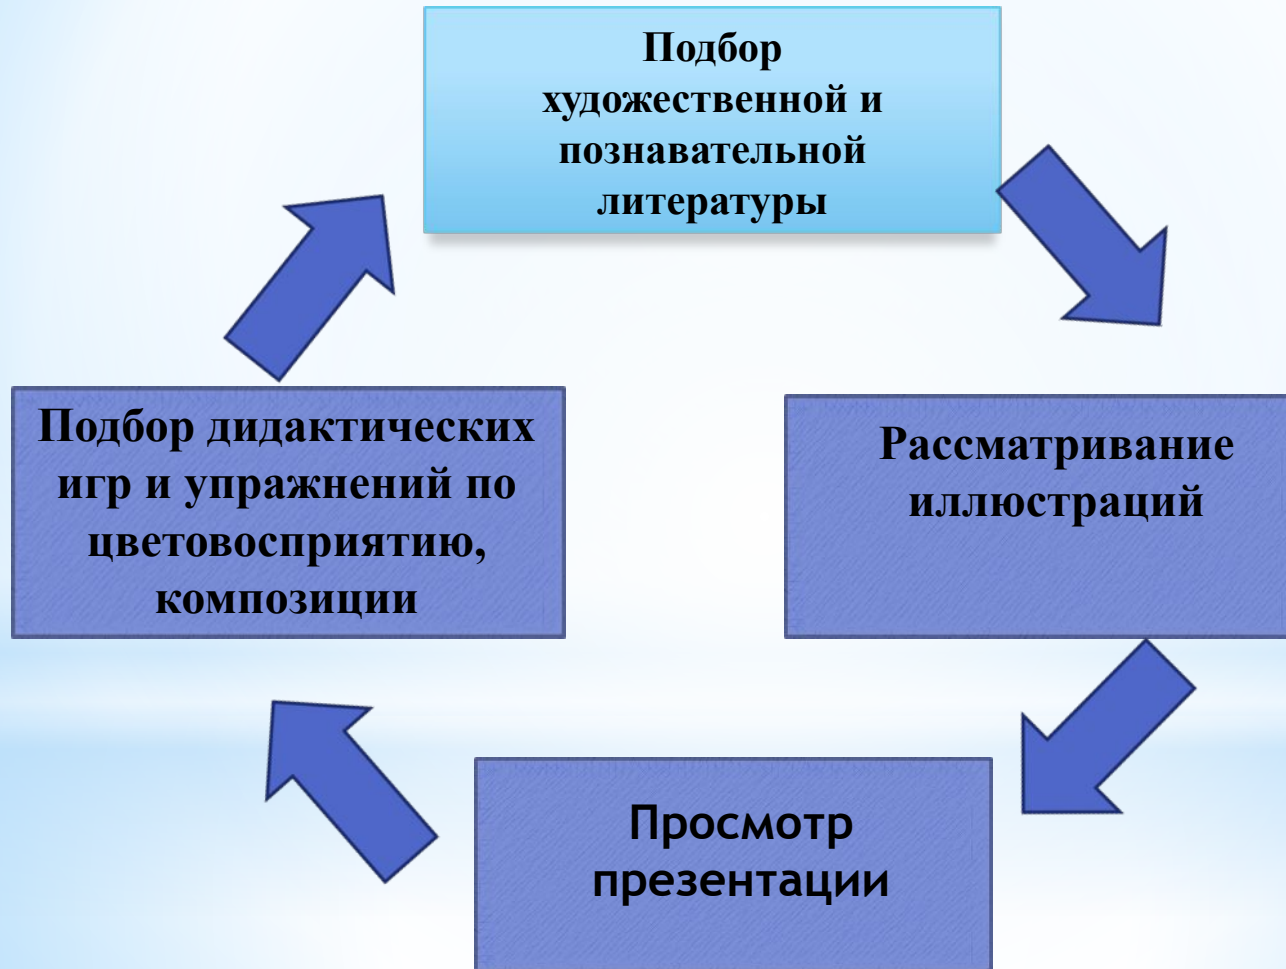 Подбор
художественной и
познавательной
литературы
Подбор дидактических
игр и упражнений по
цветовосприятию,
композиции
Рассматривание
иллюстраций
Просмотр
презентации